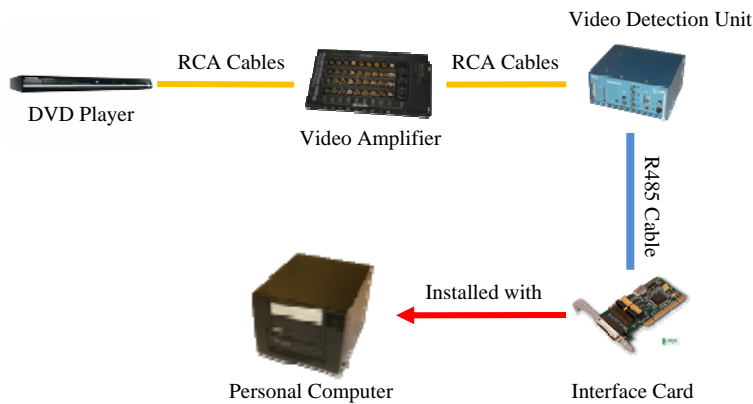 Video Detection Unit
RCA Cables
RCA Cables
DVD Player
Video Amplifier
R485 Cable
Installed with
Personal Computer
Interface Card